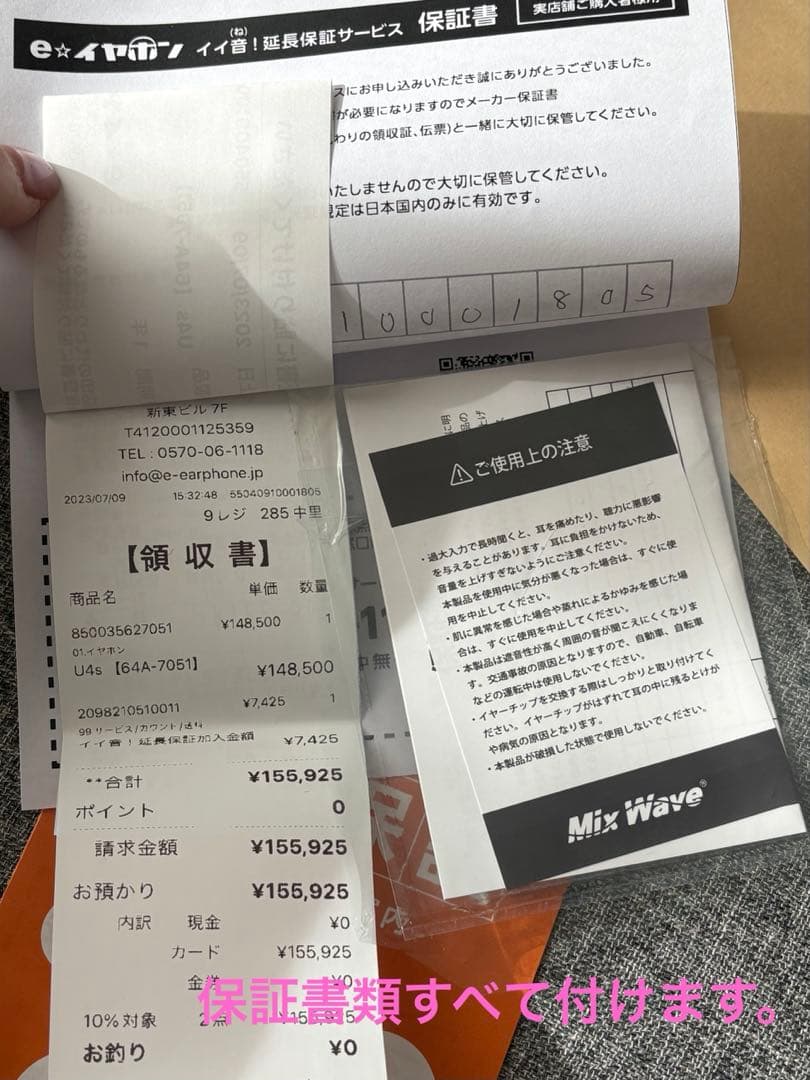 e☆イヤホン イイ音(ね)!延長保証サービス 保証書
実店舗ご購入者様用
スにお申し込みいただき誠にありがとうございました。
が必要になりますのでメーカー保証書
わりの領収証、伝票)と一緒に大切に保管してください。
いたしませんので大切に保管してください。
規定は日本国内のみに有効です。
10001805
新東ビル 7F
T4120001125359
TEL : 0570-06-1118
info@e-earphone.jp
2023/07/09 15:32:48 55040910001805
9レジ 285中里
【領収書】
商品名 単価 数量
850035627051 ¥148,500 1
01.イヤホン
U4s 【64A-7051】 ¥148,500
2098210510011 ¥7,425 1
99 サービス/カウント/送料
イイ音!延長保証加入金額 ¥7,425
**合計 ¥155,925
ポイント 0
請求金額 ¥155,925
お預かり ¥155,925
内訳 現金 ¥0
カード ¥155,925
¥0
10%対象 2点 ¥155,925
お釣り ¥0
⚠ご使用上の注意
・過大入力で長時間聞くと、耳を痛めたり、聴力に悪影響
を与えることがあります。耳に負担をかけないため、
音量を上げすぎないようにご注意ください。
本製品を使用中に気分が悪くなった場合は、すぐに使
用を中止してください。
・肌に異常を感じた場合や蒸れによるかゆみを感じた場
合は、すぐに使用を中止してください。
・本製品は遮音性が高く周囲の音が聞こえにくくなりま
す。交通事故の原因となりますので、自動車、自転車
などの運転中は使用しないでください。
・イヤーチップを交換する際はしっかりと取り付けてく
ださい。イヤーチップがはずれて耳の中に残るとけが
や病気の原因となります。
・本製品が破損した状態で使用しないでください。
Mix Wave®
保証書類すべて付けます。